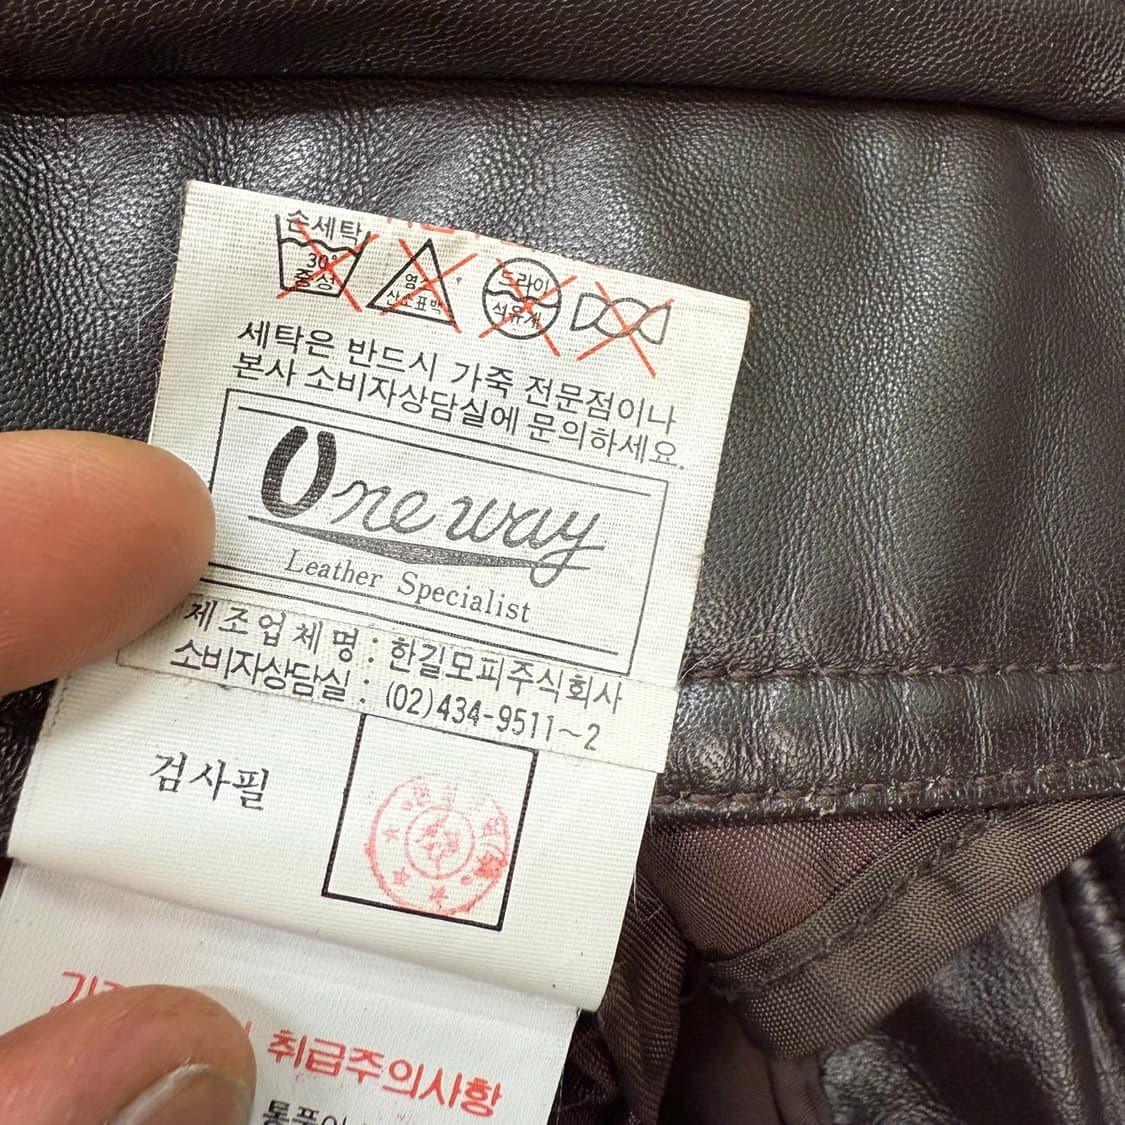 손세탁
30°
중성
염소
산소표백
드라이
석유계
세탁은 반드시 가죽 전문점이나
본사 소비자상담실에 문의하세요.
One way
Leather Specialist
제조업체명 : 한길모피주식회사
소비자상담실 : (02)434-9511~2
검사필
취급주의사항